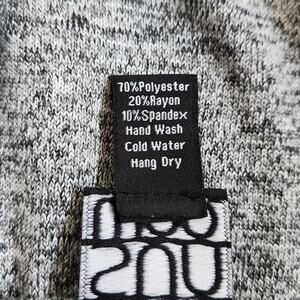 70%Polyester
20%Rayon
10%Spandex
Hand Wash
Cold Water
Hang Dry